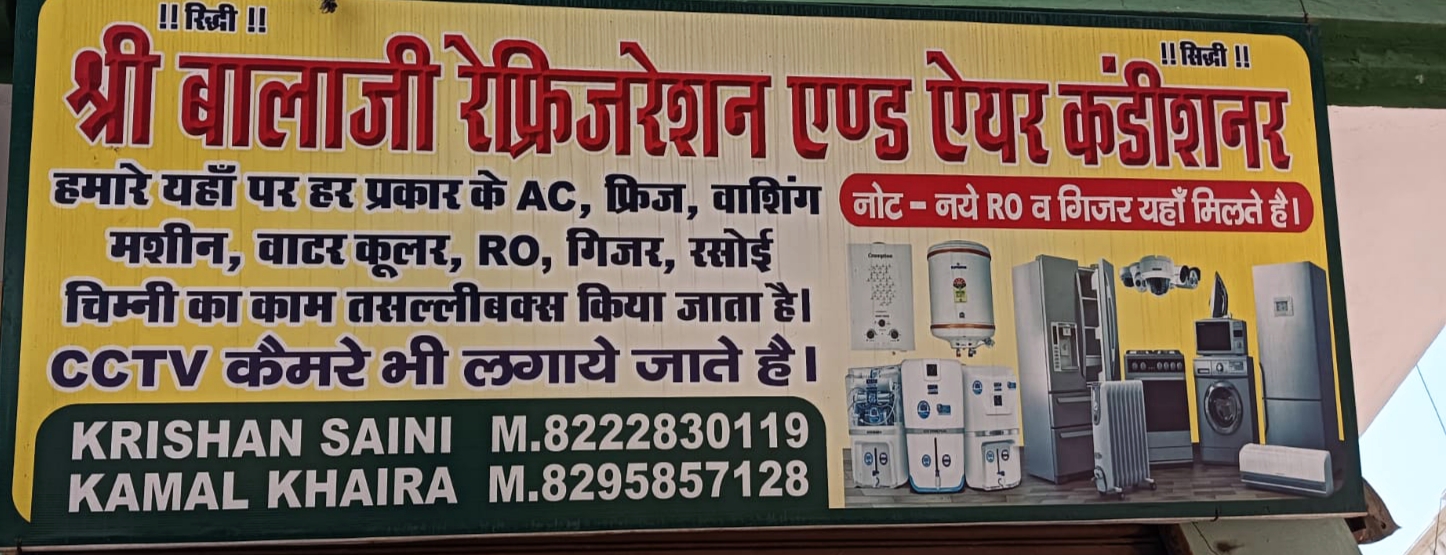 !! रिद्धी !!
!! सिद्धी !!
श्री बालाजी रेफ्रिजरेशन एण्ड ऐयर कंडीशनर
हमारे यहाँ पर हर प्रकार के AC, फ्रिज, वाशिंग
मशीन, वाटर कूलर, RO, गिजर, रसोई
चिम्नी का काम तसल्लीबक्स किया जाता है।
CCTV कैमरे भी लगाये जाते है।
नोट - नये RO व गिजर यहाँ मिलते है।
Crompton
KRISHAN SAINI M.8222830119
KAMAL KHAIRA M.8295857128